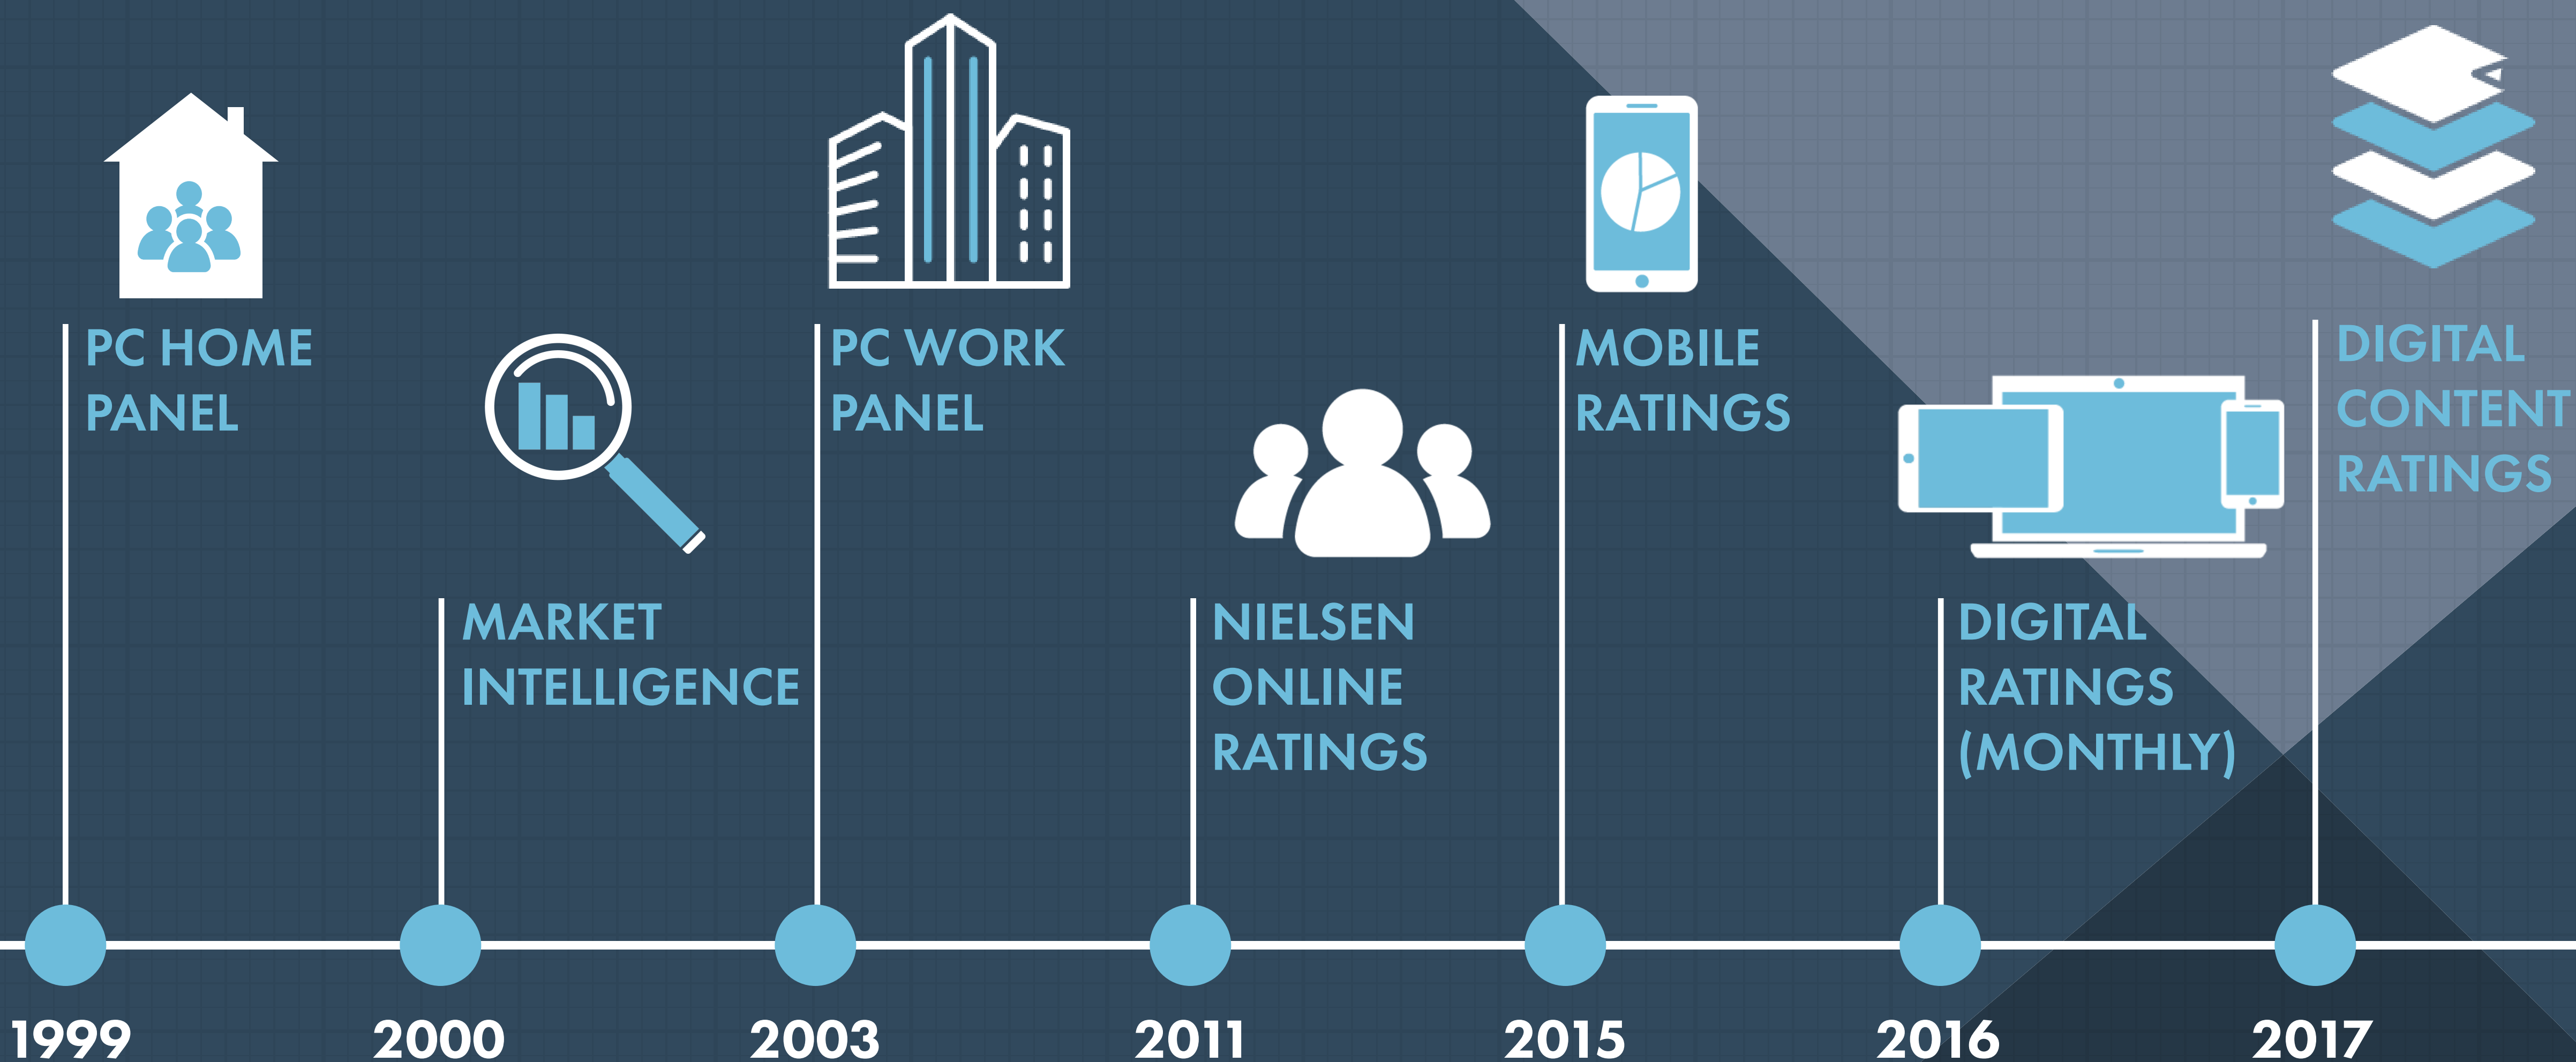 PC HOME
PANEL
MARKET
INTELLIGENCE
PC WORK
PANEL
NIELSEN
ONLINE
RATINGS
MOBILE
RATINGS
DIGITAL
RATINGS
(MONTHLY)
DIGITAL
CONTENT
RATINGS
1999
2000
2003
2011
2015
2016
2017